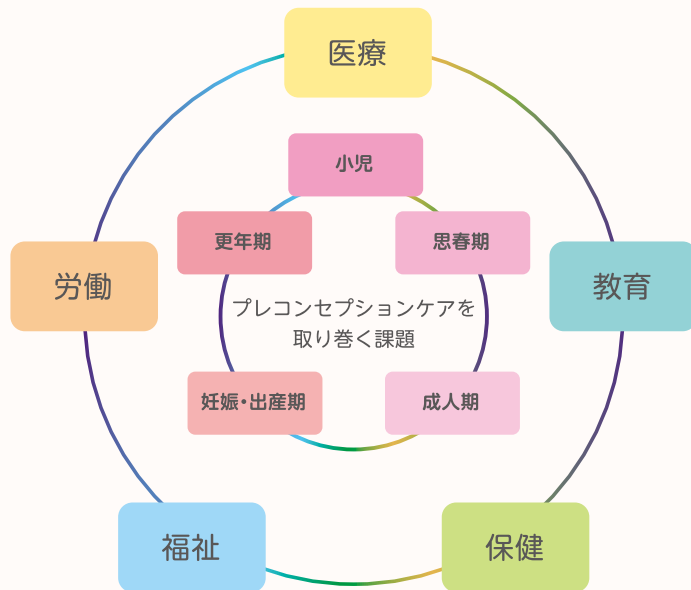 医療
小児
更年期
思春期
労働
教育
プレコンセプションケアを
取り巻く課題
妊娠・出産期
成人期
福祉
保健